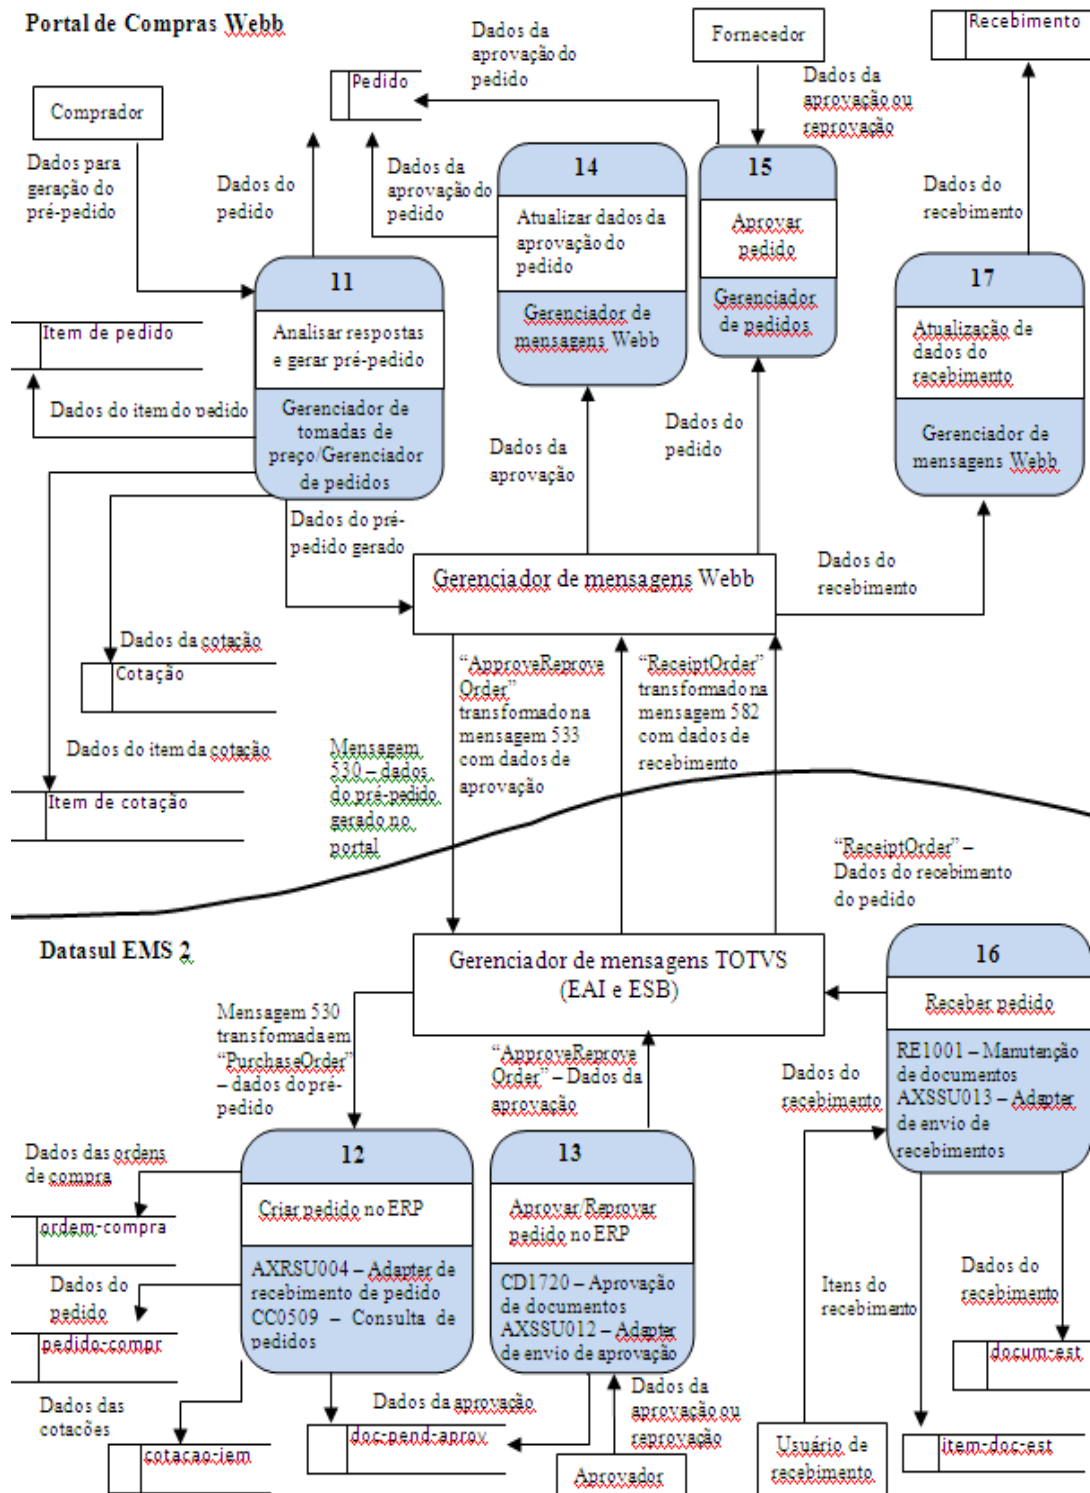 Portal de Compras Webb
Comprador
Dados para
geração do
pré-pedido
Pedido
Dados da
aprovação do
pedido
Fornecedor
Dados da
aprovação ou
reprovação
Recebimento
Dados do
pedido
Dados da
aprovação do
pedido
14
Atualizar dados da
aprovação do
pedido
Gerenciador de
mensagens Webb
15
Aprovar
pedido
Gerenciador
de pedidos
Dados do
recebimento
17
Atualização de
dados do
recebimento
Gerenciador de
mensagens Webb
11
Analisar respostas
e gerar pré-pedido
Gerenciador de
tomadas de
preço/Gerenciador
de pedidos
Item de pedido
Dados do item do pedido
Dados do pré-
pedido gerado
Dados da
aprovação
Dados do
pedido
Gerenciador de mensagens Webb
Dados do
recebimento
Dados da cotação
Cotação
Dados do item da cotação
Item de cotação
Mensagem
530 – dados
do pré-pedido
gerado no
portal
“ApproveReprove
Order”
transformado na
mensagem 533
com dados de
aprovação
“ReceiptOrder”
transformado na
mensagem 582
com dados de
recebimento
“ReceiptOrder” –
Dados do recebimento
do pedido
Datasul EMS 2
Gerenciador de mensagens TOTVS
(EAI e ESB)
16
Receber pedido
RE1001 – Manutenção
de documentos
AXSSU013 – Adapter
de envio de
recebimentos
Mensagem 530
transformada em
“PurchaseOrder”
– dados do pré-
pedido
“ApproveReprove
Order” – Dados da
aprovação
Dados do
recebimento
Dados das ordens
de compra
ordem-compra
Dados do
pedido
pedido-compr
Dados das
cotacões
cotacao-iem
12
Criar pedido no ERP
AXRSU004 – Adapter de
recebimento de pedido
CC0509 – Consulta de
pedidos
13
Aprovar/Reprovar
pedido no ERP
CD1720 – Aprovação
de documentos
AXSSU012 – Adapter
de envio de aprovação
Dados da aprovação
doc-pend-aprov
Dados da
aprovação ou
reprovação
Aprovador
Usuário de
recebimento
Itens do
recebimento
Dados do
recebimento
docum-est
item-doc-est